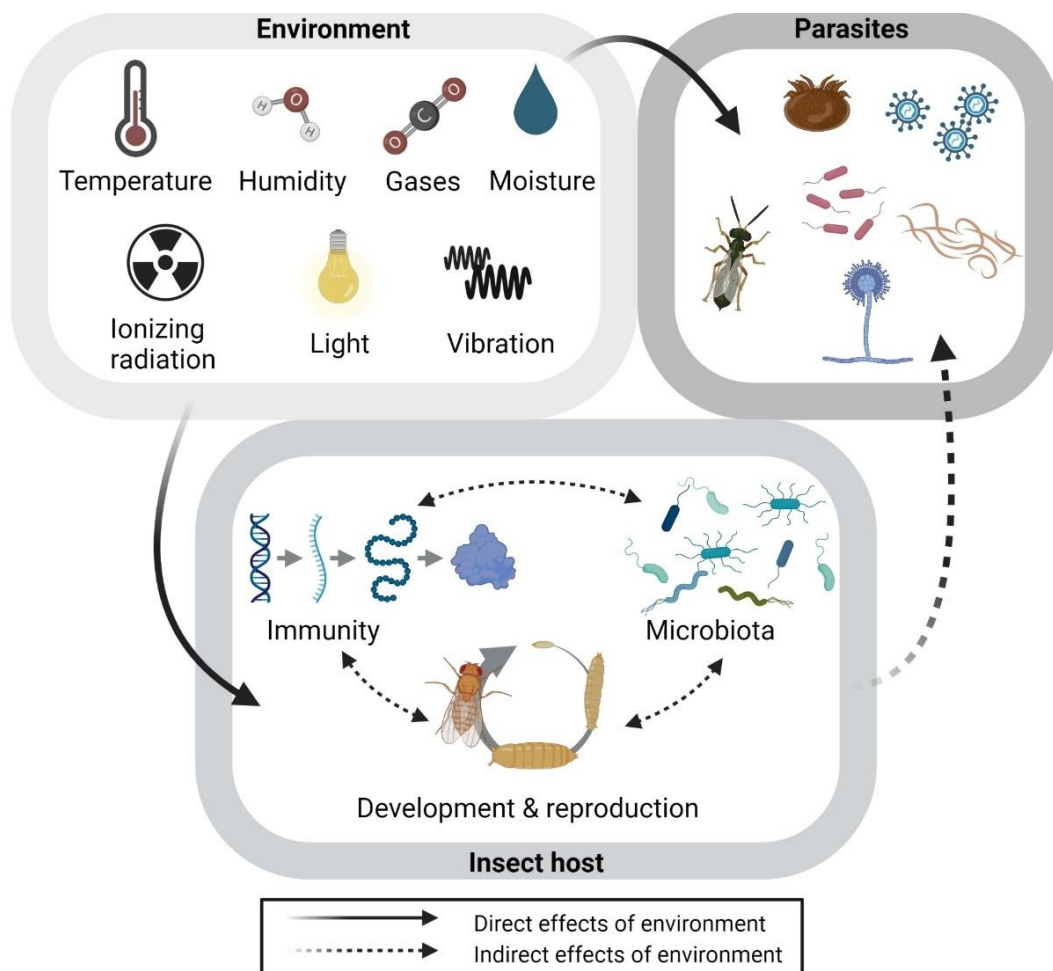 Environment
Parasites
H
O
H
O
C
O
Temperature
Humidity
Gases
Moisture
Ionizing
radiation
Light
Vibration
Immunity
Microbiota
Development & reproduction
Insect host
Direct effects of environment
Indirect effects of environment